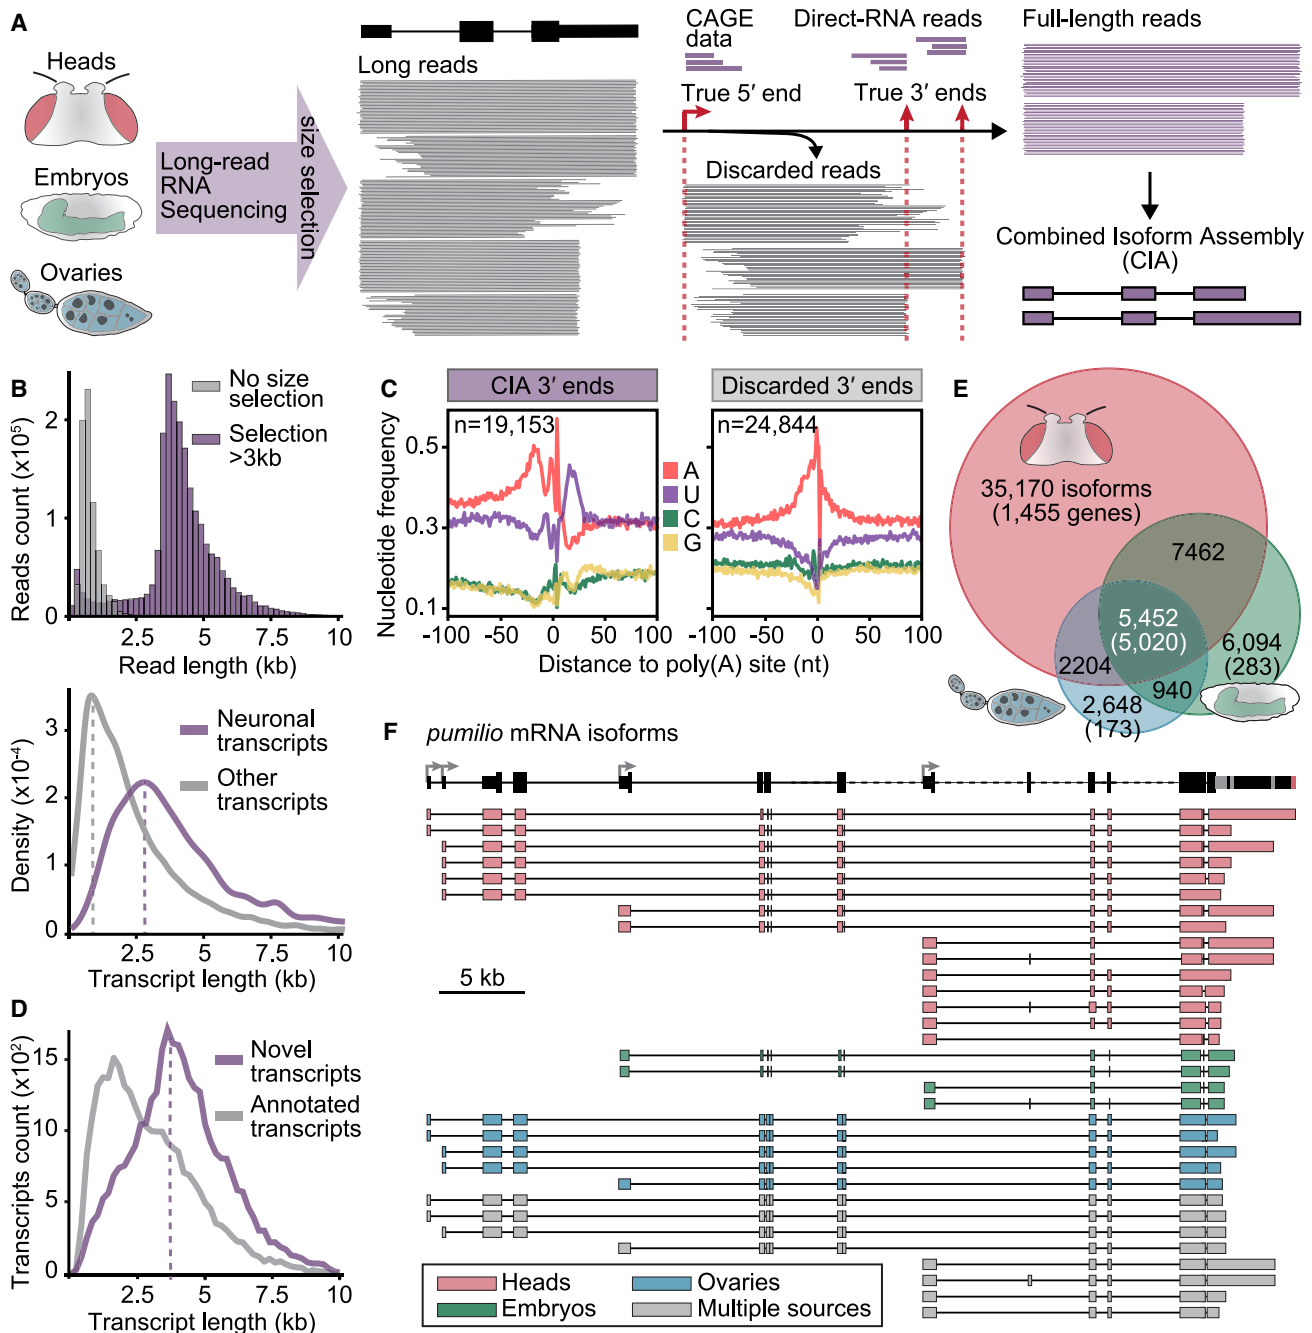 A
Heads
Embryos
Ovaries
Long-read
RNA
Sequencing
size selection
Long reads
CAGE
data
Direct-RNA reads
True 5′ end
True 3′ ends
Discarded reads
Full-length reads
Combined Isoform Assembly
(CIA)
B
Reads count (x10⁵)
2
1
0
No size
selection
Selection
>3kb
2.5
5
7.5
10
Read length (kb)
Density (x10⁻⁴)
3
2
1
0
Neuronal
transcripts
Other
transcripts
2.5
5
7.5
10
Transcript length (kb)
C
CIA 3′ ends
Discarded 3′ ends
n=19,153
n=24,844
Nucleotide frequency
0.5
0.3
0.1
A
U
C
G
-100
-50
0
50
100
-100
-50
0
50
100
Distance to poly(A) site (nt)
D
Transcripts count (x10²)
15
10
5
0
Novel
transcripts
Annotated
transcripts
2.5
5
7.5
10
Transcript length (kb)
E
35,170 isoforms
(1,455 genes)
7462
5,452
(5,020)
6,094
(283)
2204
940
2,648
(173)
F
pumilio mRNA isoforms
5 kb
Heads
Ovaries
Embryos
Multiple sources